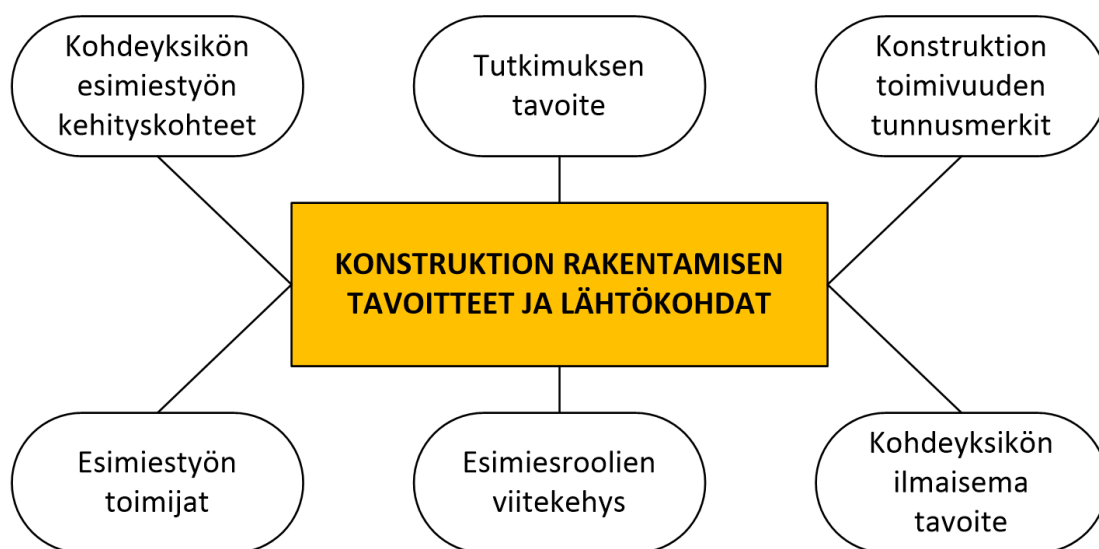 Kohdeyksikön
esimiestyön
kehityskohteet
Tutkimuksen
tavoite
Konstruktion
toimivuuden
tunnusmerkit
KONSTRUKTION RAKENTAMISEN
TAVOITTEET JA LÄHTÖKOHDAT
Esimiestyön
toimijat
Esimiesroolien
viitekehys
Kohdeyksikön
ilmaisema
tavoite